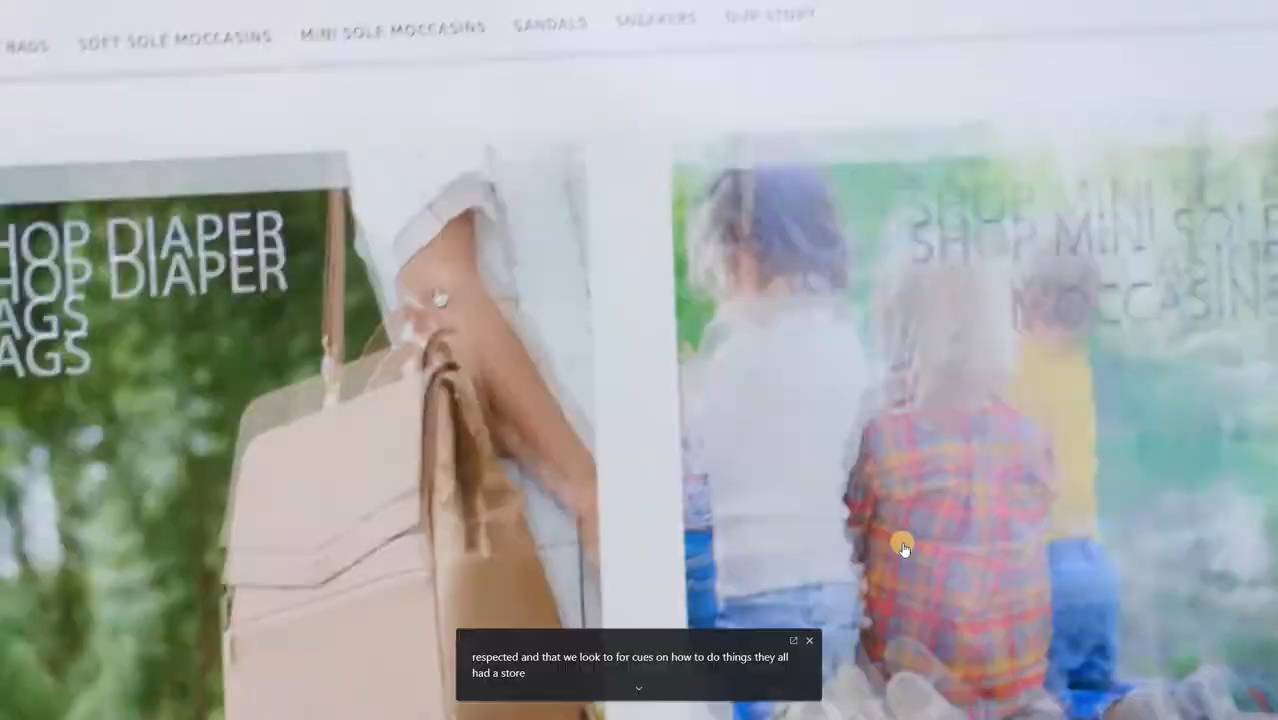 BAGS SOFT SOLE MOCCASINS MINI SOLE MOCCASINS SANDALS SNEAKERS OUR STORY
HOP DIAPER
HOP DIAPER
AGS
AGS
SHOP MINI SOLE
SHOP MINI SOLE
MOCCASINS
respected and that we look to for cues on how to do things they all
had a store